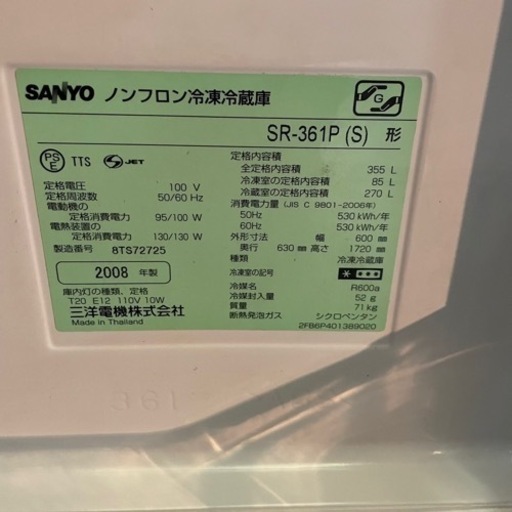 SANYO ノンフロン冷凍冷蔵庫
G
SR-361P (S) 形
PS E TTS S-JET
定格電圧 100 V
定格周波数 50/60 Hz
電動機の
定格消費電力 95/100 W
電熱装置の
定格消費電力 130/130 W
製造番号 8TS72725
2008 年製
庫内灯の種類、定格
T20 E12 110V 10W
三洋電機株式会社
Made in Thailand
定格内容積
全定格内容積 355 L
冷凍室の定格内容積 85 L
冷蔵室の定格内容積 270 L
消費電力量 (JIS C 9801-2006年)
50Hz 530 kWh/年
60Hz 530 kWh/年
外形寸法 幅 600 mm
奥行 630 mm 高さ 1720 mm
種類 冷凍冷蔵庫
冷凍室の記号
冷媒名 R600a
冷媒封入量 52 g
質量 71 kg
断熱発泡ガス シクロペンタン
2FB6P401389020
361